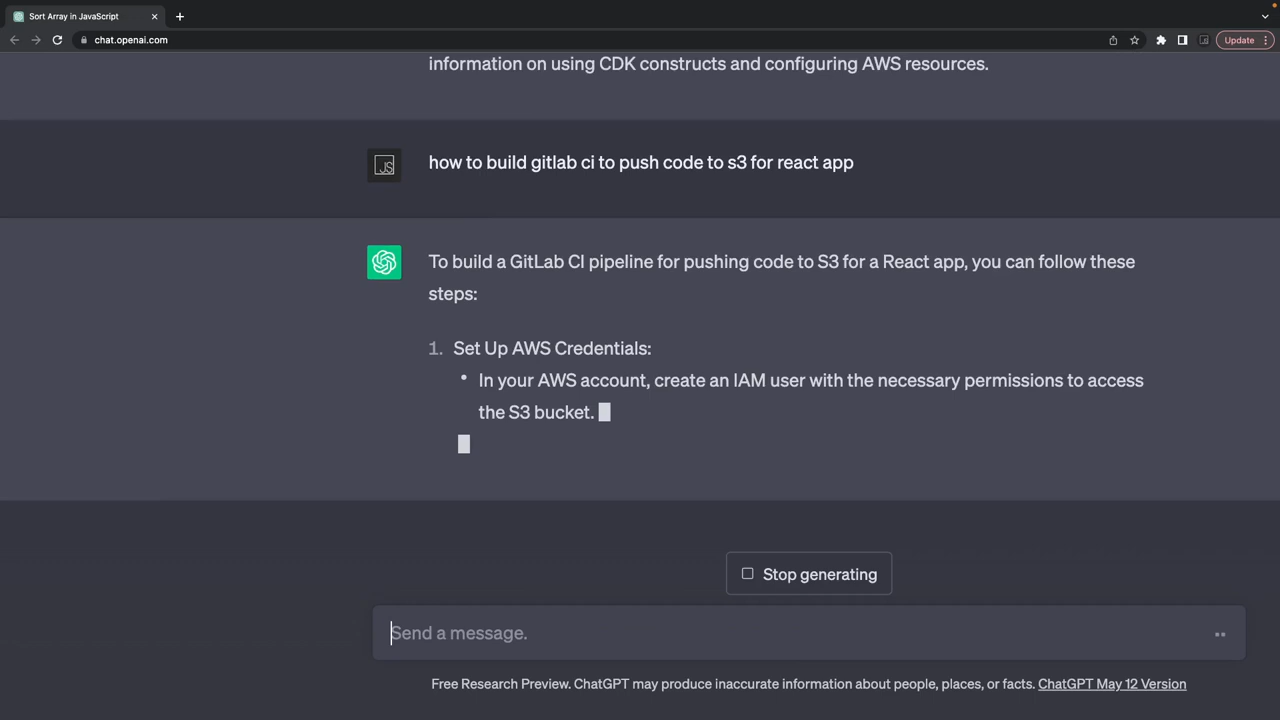 Sort Array in JavaScript
chat.openai.com
Update
information on using CDK constructs and configuring AWS resources.
JS
how to build gitlab ci to push code to s3 for react app
To build a GitLab CI pipeline for pushing code to S3 for a React app, you can follow these
steps:
1. Set Up AWS Credentials:
• In your AWS account, create an IAM user with the necessary permissions to access
the S3 bucket.
Stop generating
Send a message.
Free Research Preview. ChatGPT may produce inaccurate information about people, places, or facts. ChatGPT May 12 Version